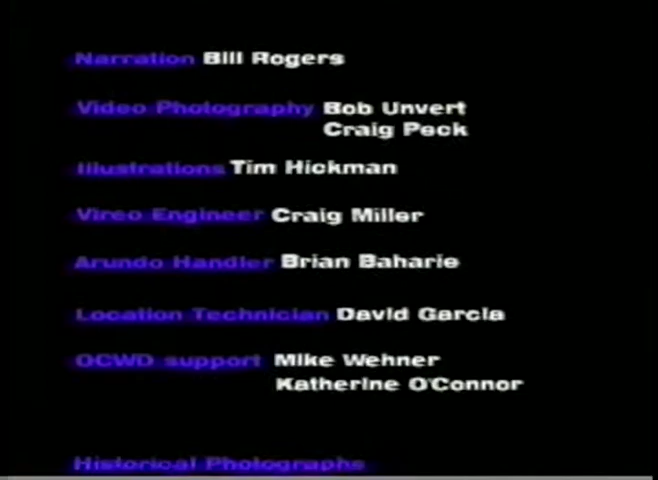 Narration Bill Rogers
Video Photography Bob Unvert
Craig Peck
Illustrations Tim Hickman
Vireo Engineer Craig Miller
Arundo Handler Brian Baharie
Location Technician David Garcia
OCWD support Mike Wehner
Katherine O'Connor
Historical Photographs